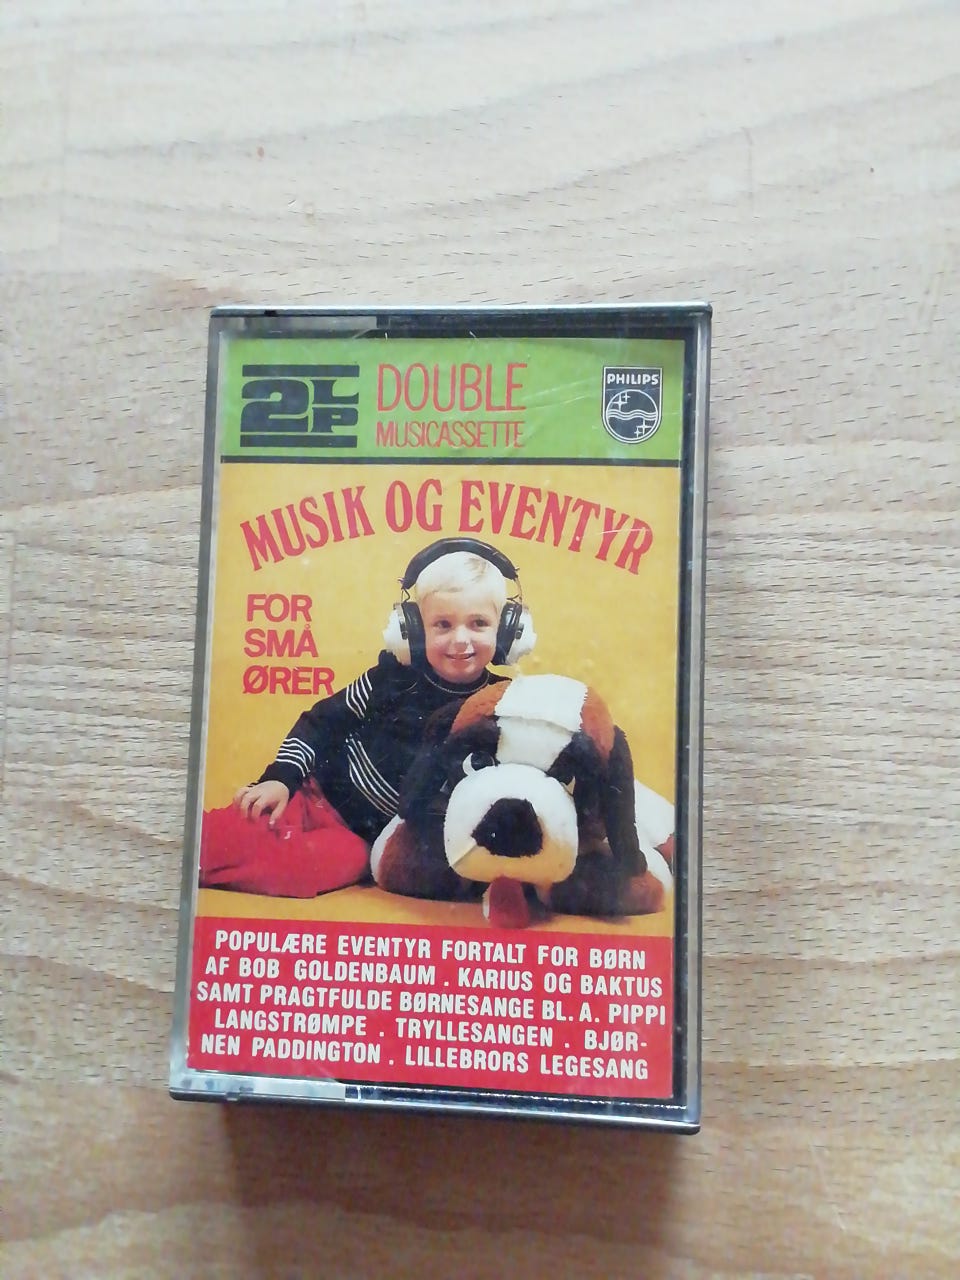 2LP
DOUBLE
MUSICASSETTE
PHILIPS
MUSIK OG EVENTYR
FOR
SMÅ
ØRER
POPULÆRE EVENTYR FORTALT FOR BØRN
AF BOB GOLDENBAUM . KARIUS OG BAKTUS
SAMT PRAGTFULDE BØRNESANGE BL. A. PIPPI
LANGSTRØMPE . TRYLLESANGEN . BJØR-
NEN PADDINGTON . LILLEBRORS LEGESANG